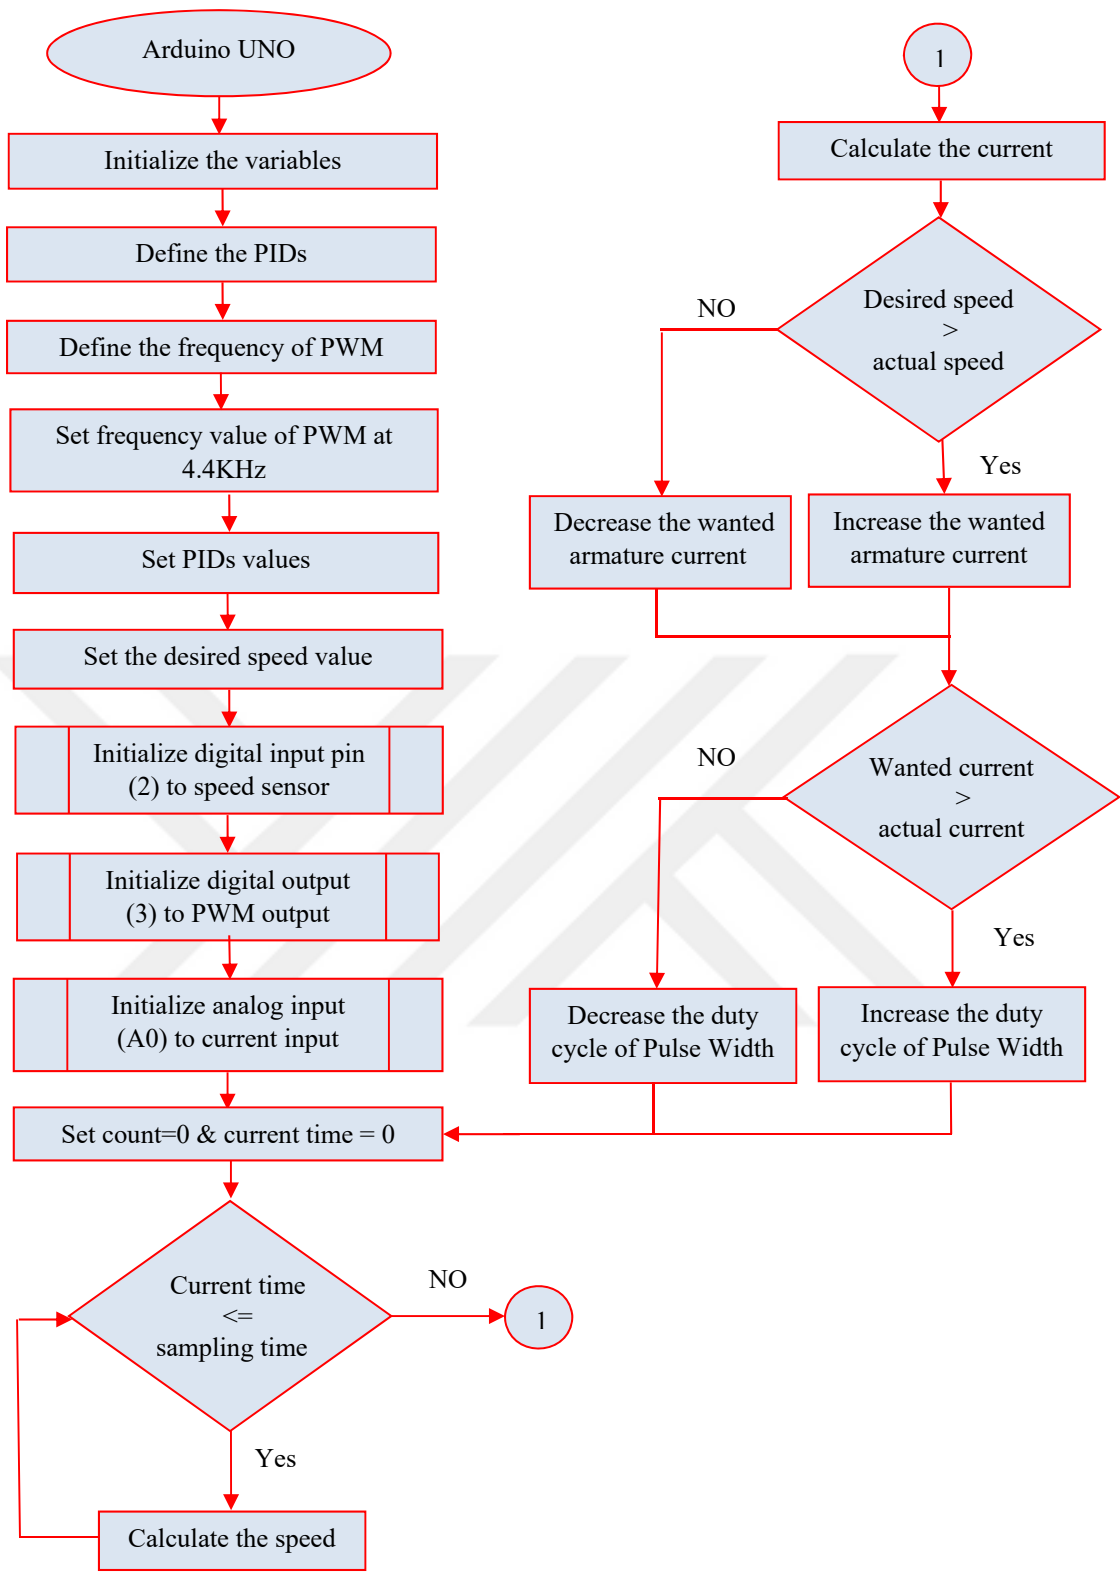 Arduino UNO
Initialize the variables
Define the PIDs
Define the frequency of PWM
Set frequency value of PWM at
4.4KHz
Set PIDs values
Set the desired speed value
Initialize digital input pin
(2) to speed sensor
Initialize digital output
(3) to PWM output
Initialize analog input
(A0) to current input
Set count=0 & current time = 0
Current time
<=
sampling time
NO
1
Yes
Calculate the speed
1
Calculate the current
Desired speed
>
actual speed
NO
Yes
Decrease the wanted
armature current
Increase the wanted
armature current
Wanted current
>
actual current
NO
Yes
Decrease the duty
cycle of Pulse Width
Increase the duty
cycle of Pulse Width